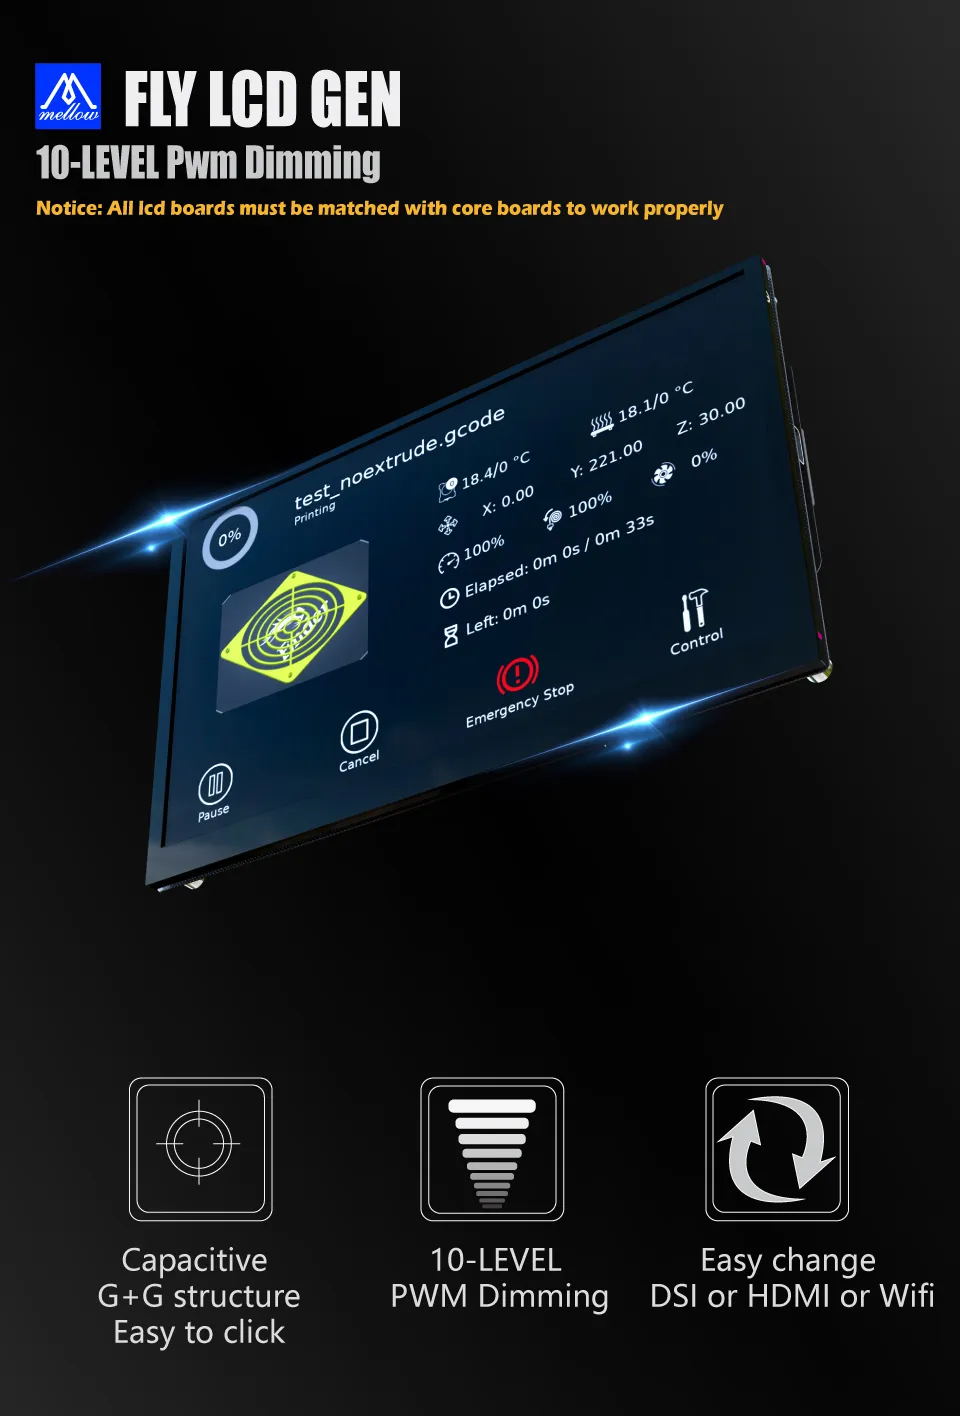 mellow
FLY LCD GEN
10-LEVEL Pwm Dimming
Notice: All lcd boards must be matched with core boards to work properly
0%
test_noextrude.gcode
Printing
18.4/0 °C
18.1/0 °C
X: 0.00
Y: 221.00
Z: 30.00
100%
100%
0%
Elapsed: 0m 0s / 0m 33s
Left: 0m 0s
Pause
Cancel
Emergency Stop
Control
Capacitive
G+G structure
Easy to click
10-LEVEL
PWM Dimming
Easy change
DSI or HDMI or Wifi